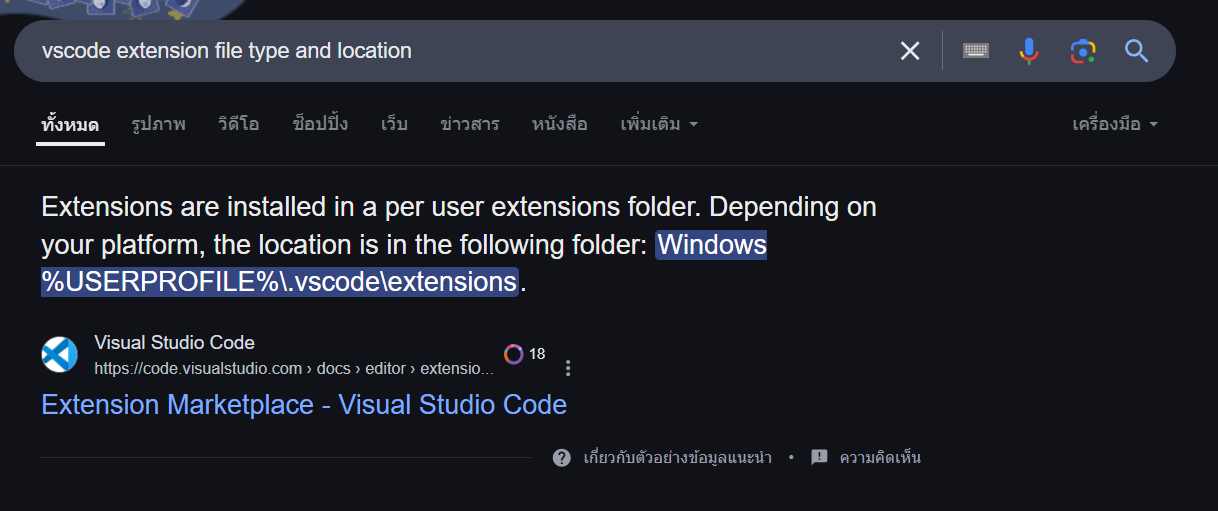 vscode extension file type and location
ทั้งหมด รูปภาพ วิดีโอ ช็อปปิ้ง เว็บ ข่าวสาร หนังสือ เพิ่มเติม เครื่องมือ
Extensions are installed in a per user extensions folder. Depending on
your platform, the location is in the following folder: Windows
%USERPROFILE%\.vscode\extensions.
Visual Studio Code
https://code.visualstudio.com › docs › editor › extensio... 18
Extension Marketplace - Visual Studio Code
เกี่ยวกับตัวอย่างข้อมูลแนะนำ • ความคิดเห็น